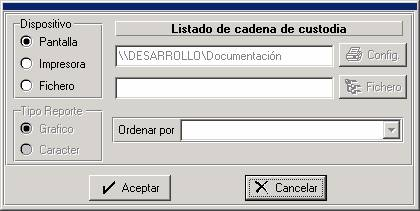 Dispositivo
Pantalla
Impresora
Fichero
Listado de cadena de custodia
\\DESARROLLO\Documentación
Config.
Fichero
Tipo Reporte
Grafico
Caracter
Ordenar por
Aceptar
Cancelar